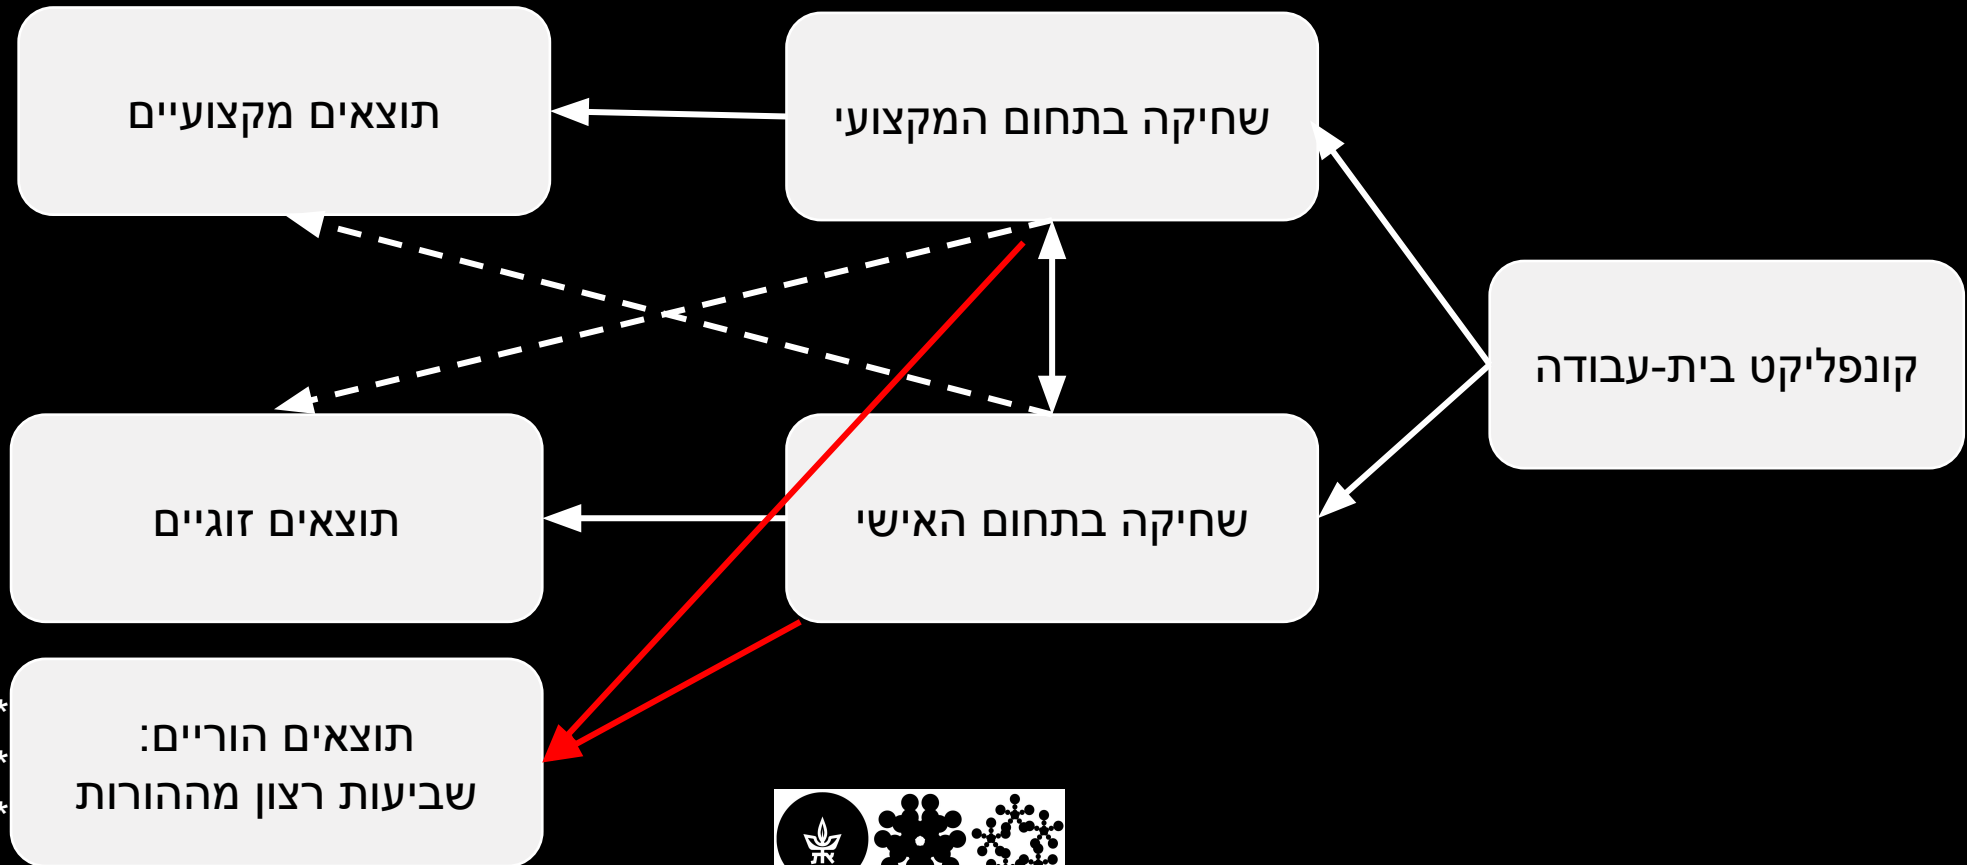 שחיקה בתחום המקצועי
תוצאים מקצועיים
קונפליקט בית-עבודה
שחיקה בתחום האישי
תוצאים זוגיים
תוצאים הוריים:
שביעות רצון מההורות
*
*
*